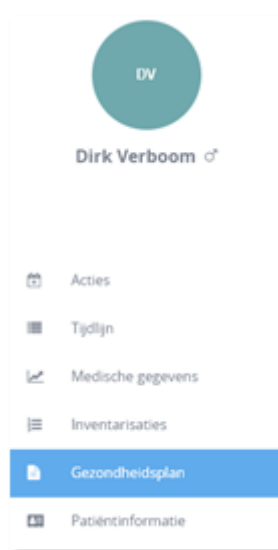 DV
Dirk Verboom ♂
Acties
Tijdlijn
Medische gegevens
Inventarisaties
Gezondheidsplan
Patiëntinformatie